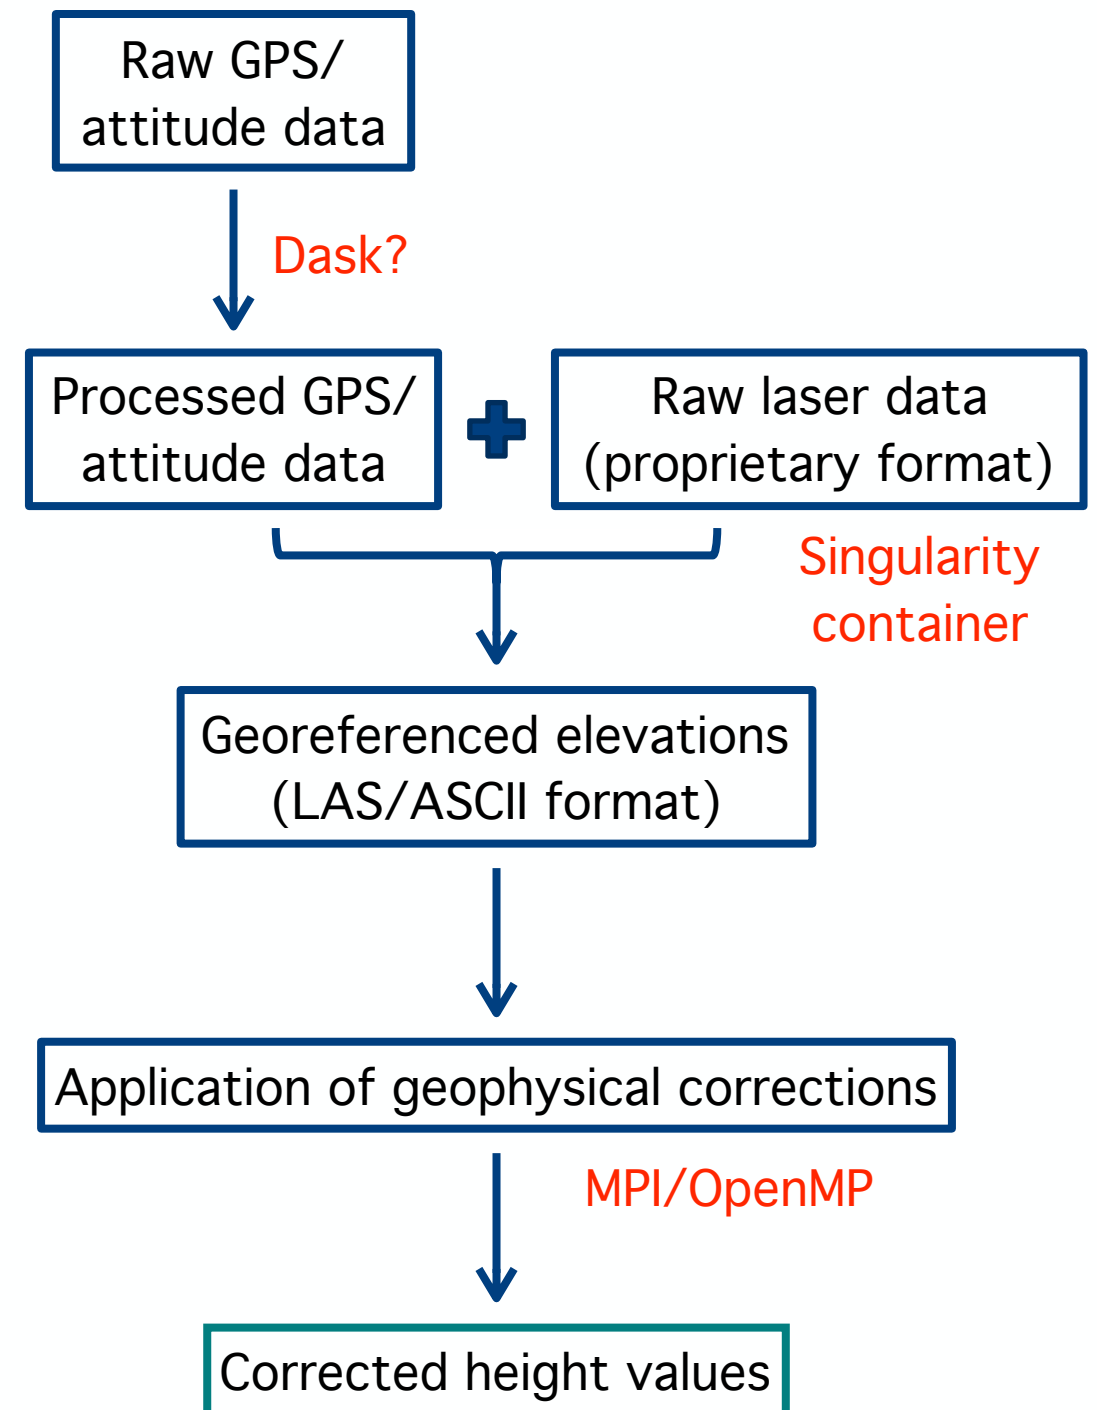 Raw GPS/
attitude data
Dask?
Processed GPS/
attitude data
Raw laser data
(proprietary format)
Singularity
container
Georeferenced elevations
(LAS/ASCII format)
Application of geophysical corrections
MPI/OpenMP
Corrected height values